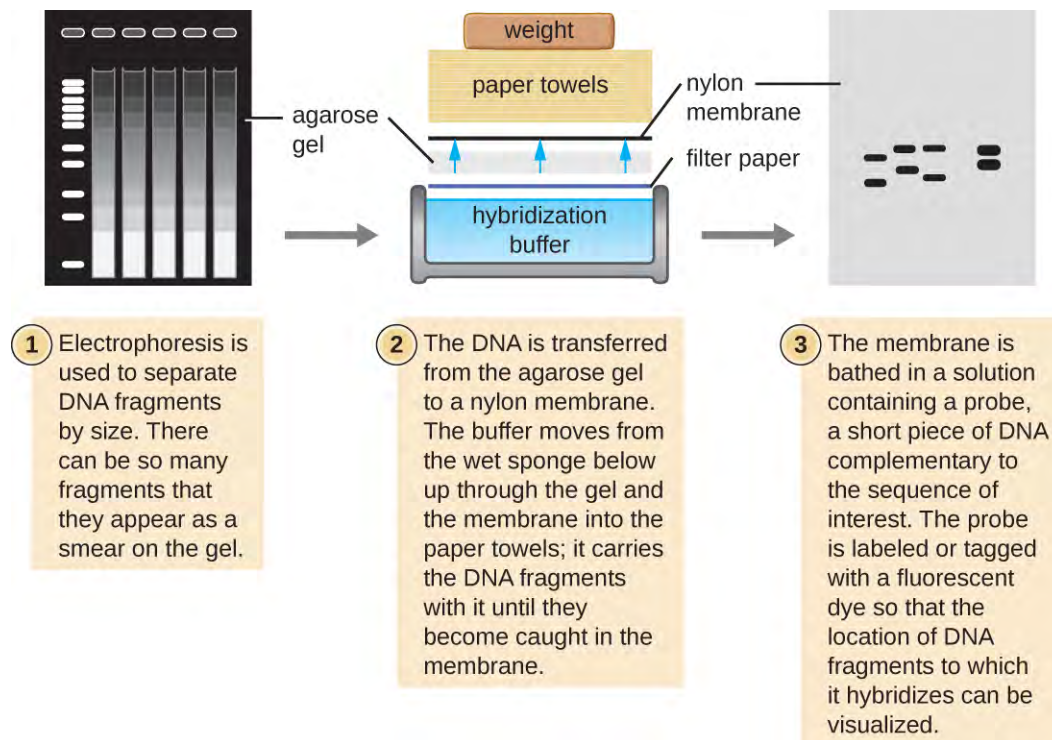 weight
paper towels
agarose
gel
nylon
membrane
filter paper
hybridization
buffer
1 Electrophoresis is
used to separate
DNA fragments
by size. There
can be so many
fragments that
they appear as a
smear on the gel.
2 The DNA is transferred
from the agarose gel
to a nylon membrane.
The buffer moves from
the wet sponge below
up through the gel and
the membrane into the
paper towels; it carries
the DNA fragments
with it until they
become caught in the
membrane.
3 The membrane is
bathed in a solution
containing a probe,
a short piece of DNA
complementary to
the sequence of
interest. The probe
is labeled or tagged
with a fluorescent
dye so that the
location of DNA
fragments to which
it hybridizes can be
visualized.